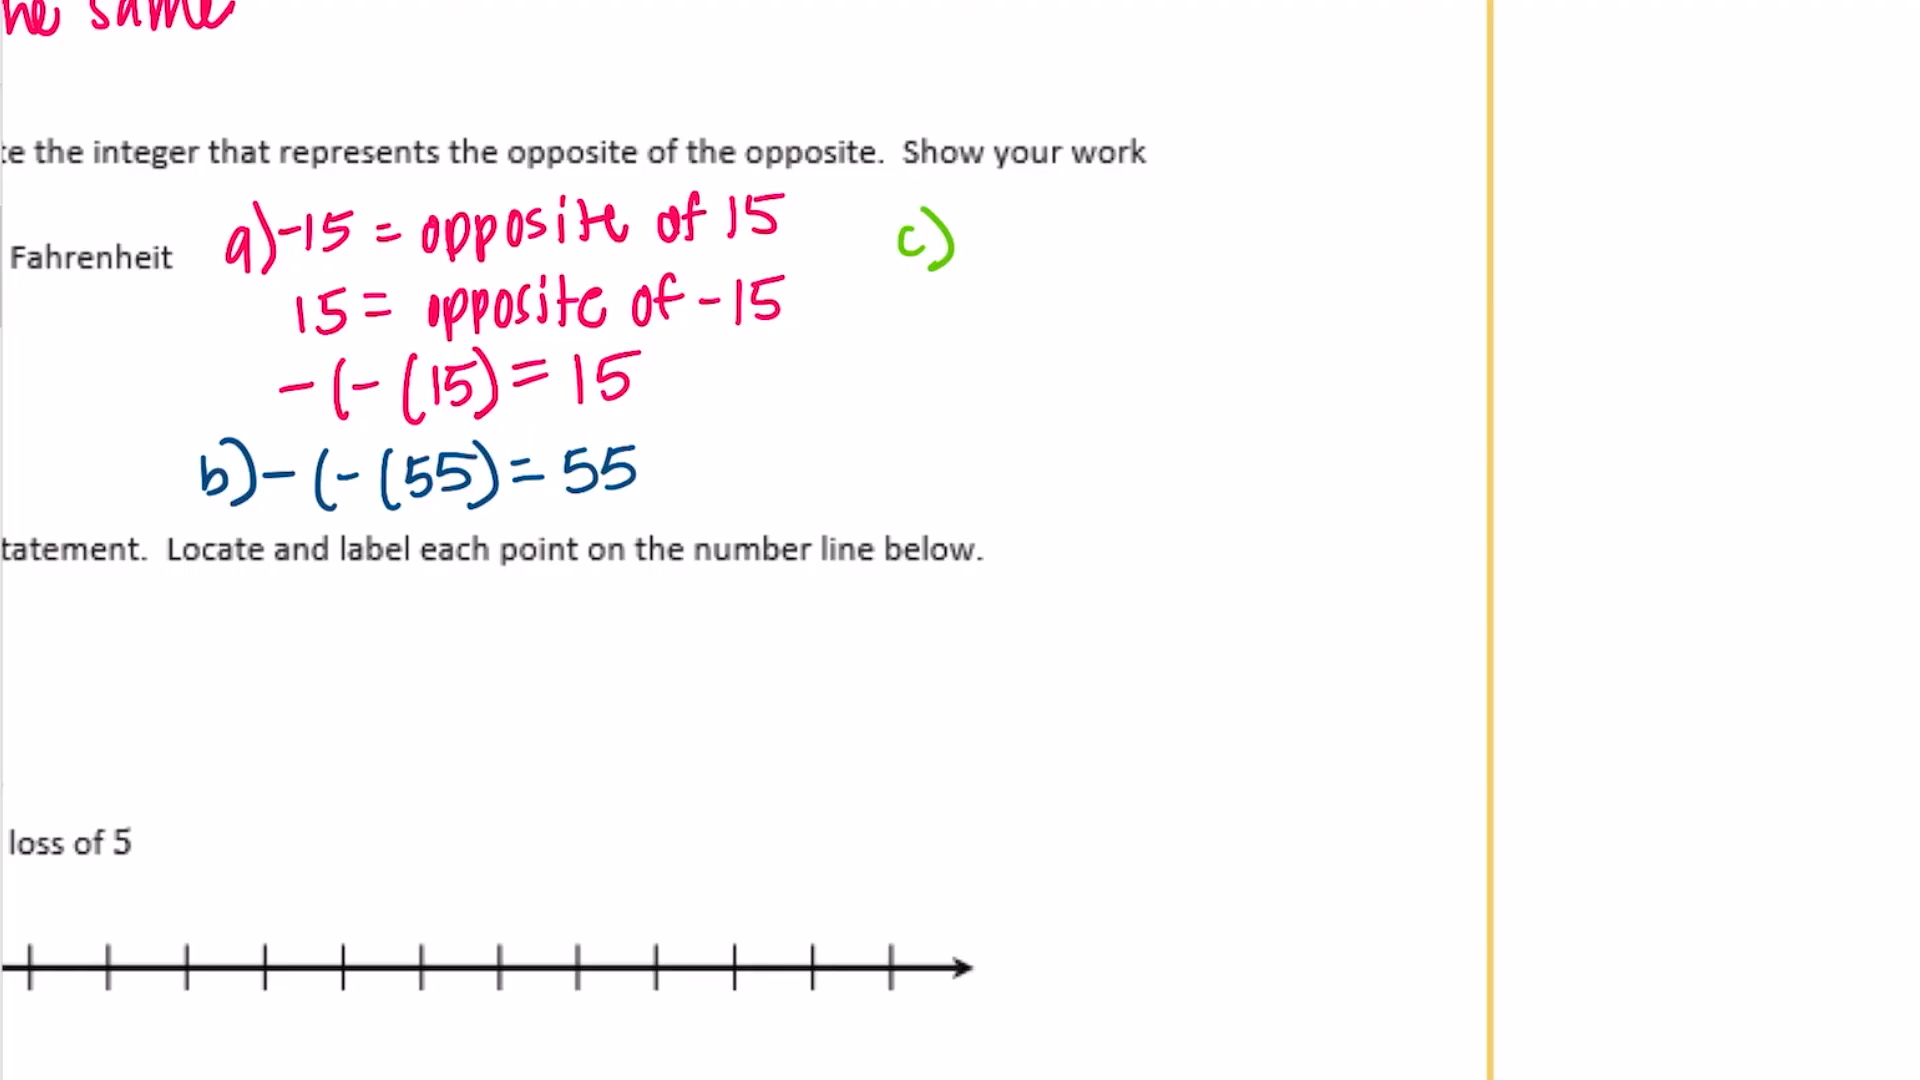 he same
te the integer that represents the opposite of the opposite. Show your work
Fahrenheit
a) -15 = opposite of 15
15 = opposite of -15
- (- (15) = 15
b) - (- (55) = 55
c)
tatement. Locate and label each point on the number line below.
loss of 5